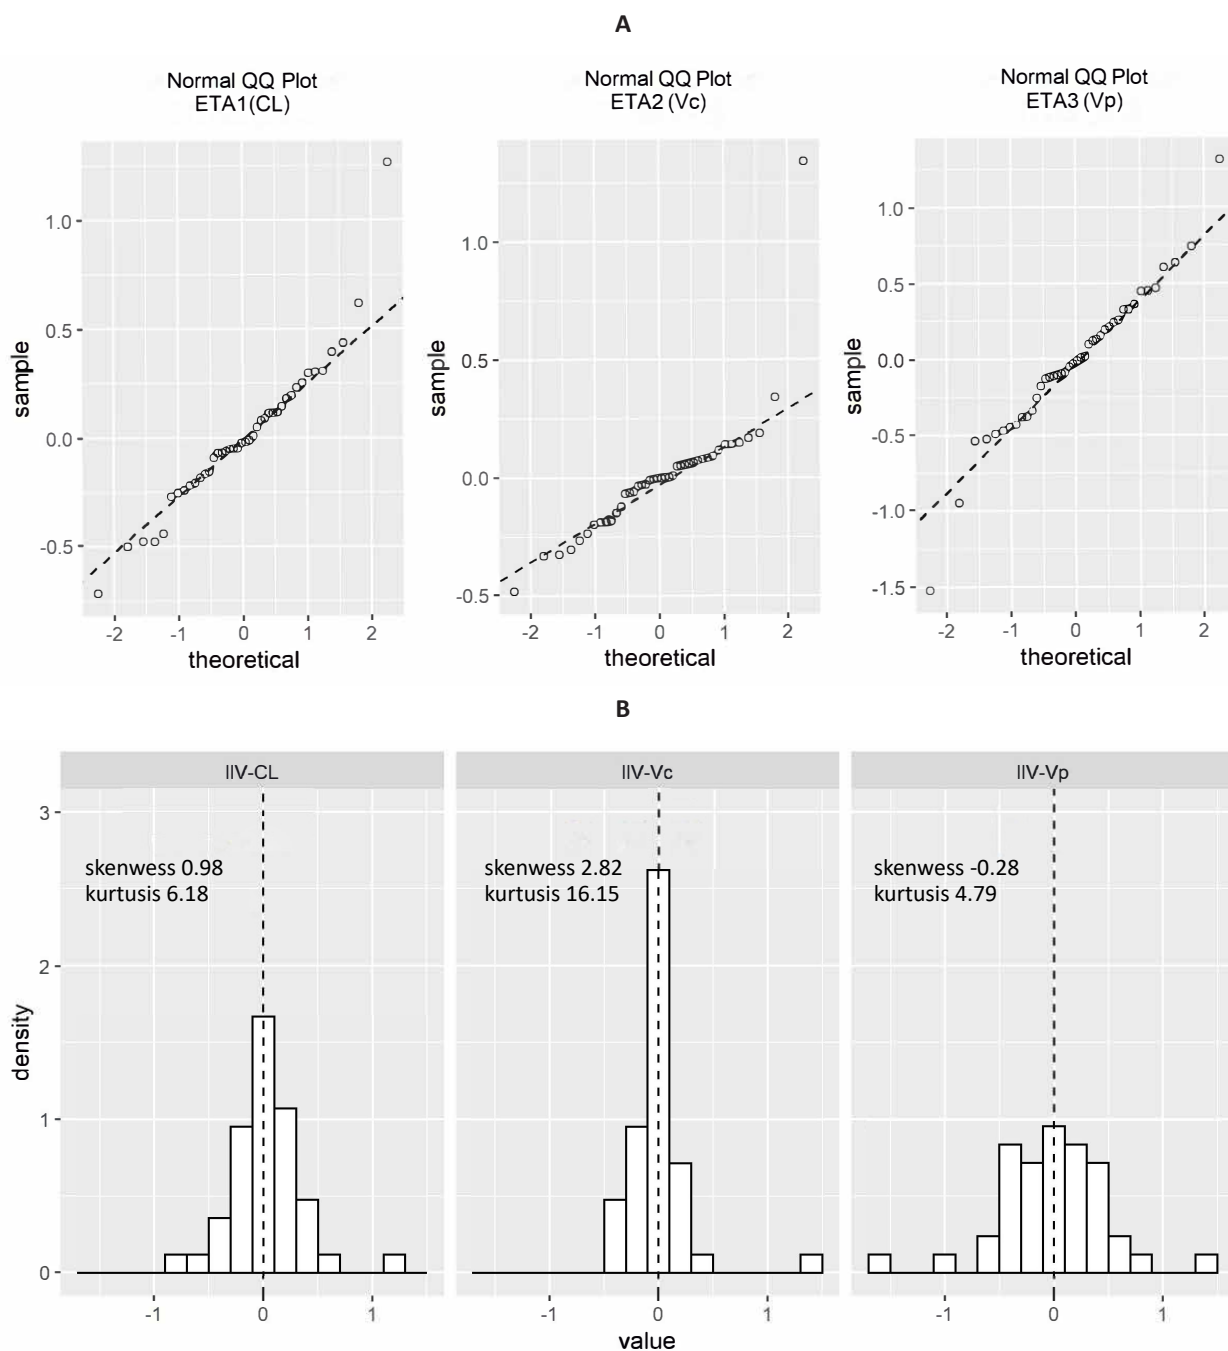 A
Normal QQ Plot
ETA1(CL)
Normal QQ Plot
ETA2 (Vc)
Normal QQ Plot
ETA3 (Vp)
sample
1.0
0.5
0.0
-0.5
-2
-1
0
1
2
theoretical
sample
1.0
0.5
0.0
-0.5
-2
-1
0
1
2
theoretical
sample
1.0
0.5
0.0
-0.5
-1.0
-1.5
-2
-1
0
1
2
theoretical
B
IIV-CL
IIV-Vc
IIV-Vp
density
3
2
1
0
skenwess 0.98
kurtusis 6.18
skenwess 2.82
kurtusis 16.15
skenwess -0.28
kurtusis 4.79
-1
0
1
-1
0
1
-1
0
1
value